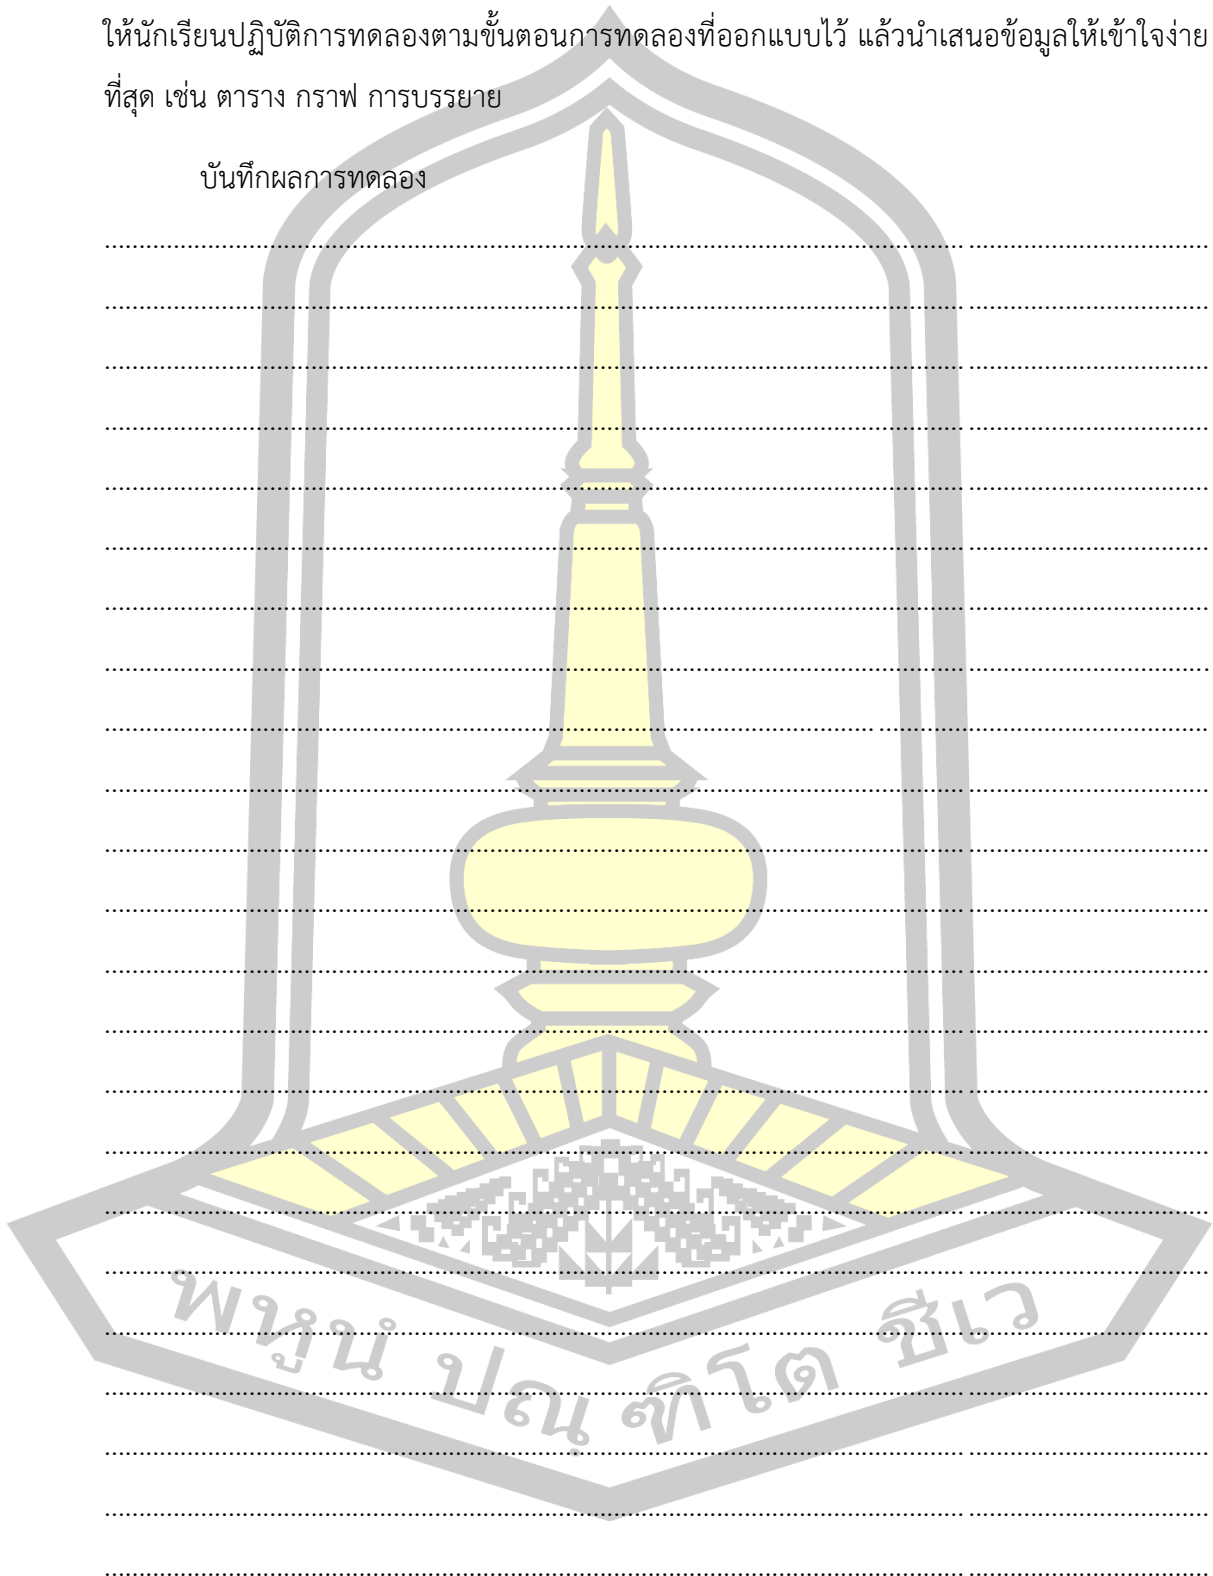 ให้นักเรียนปฏิบัติการทดลองตามขั้นตอนการทดลองที่ออกแบบไว้ แล้วนำเสนอข้อมูลให้เข้าใจง่าย
ที่สุด เช่น ตาราง กราฟ การบรรยาย
บันทึกผลการทดลอง
พหูนํ ปณฺฑิโต ชีเว